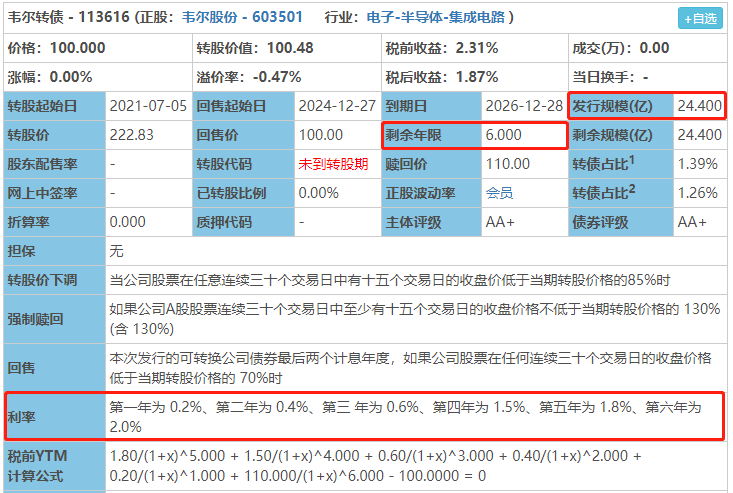 韦尔转债 - 113616 (正股：韦尔股份 - 603501 行业：电子-半导体-集成电路 ) +自选
价格：100.000 转股价值：100.48 税前收益：2.31% 成交(万)：0.00
涨幅：0.00% 溢价率：-0.47% 税后收益：1.87% 当日换手：-
转股起始日 2021-07-05 回售起始日 2024-12-27 到期日 2026-12-28 发行规模(亿) 24.400
转股价 222.83 回售价 100.00 剩余年限 6.000 剩余规模(亿) 24.400
股东配售率 - 转股代码 未到转股期 赎回价 110.00 转债占比1 1.39%
网上中签率 - 已转股比例 0.00% 正股波动率 会员 转债占比2 1.26%
折算率 0.000 质押代码 - 主体评级 AA+ 债券评级 AA+
担保 无
转股价下调 当公司股票在任意连续三十个交易日中有十五个交易日的收盘价低于当期转股价格的85%时
强制赎回 如果公司A股股票连续三十个交易日中至少有十五个交易日的收盘价格不低于当期转股价格的 130%
(含 130%)
回售 本次发行的可转换公司债券最后两个计息年度，如果公司股票在任何连续三十个交易日的收盘价格
低于当期转股价格的 70%时
利率 第一年为 0.2%、第二年为 0.4%、第三 年为 0.6%、第四年为 1.5%、第五年为 1.8%、第六年为
2.0%
税前YTM 1.80/(1+x)^5.000 + 1.50/(1+x)^4.000 + 0.60/(1+x)^3.000 + 0.40/(1+x)^2.000 +
计算公式 0.20/(1+x)^1.000 + 110.000/(1+x)^6.000 - 100.0000 = 0